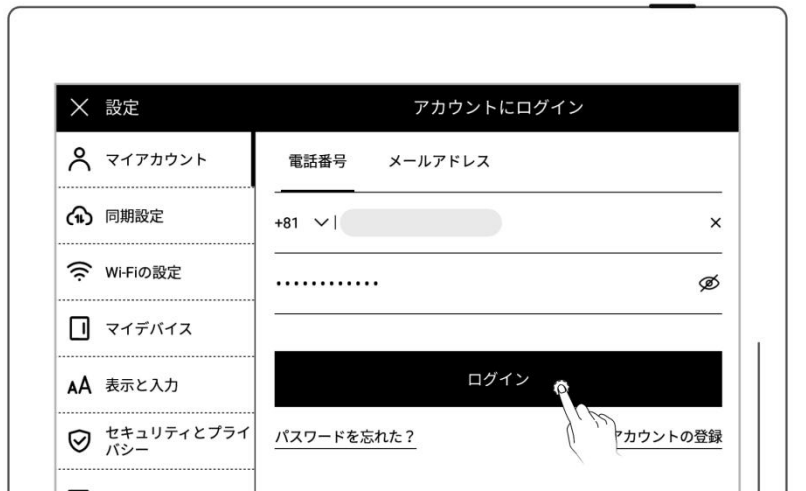 設定
アカウントにログイン
マイアカウント
同期設定
Wi-Fiの設定
マイデバイス
AA 表示と入力
セキュリティとプライ
バシー
電話番号 メールアドレス
+81
••••••••••••
ログイン
パスワードを忘れた？
アカウントの登録